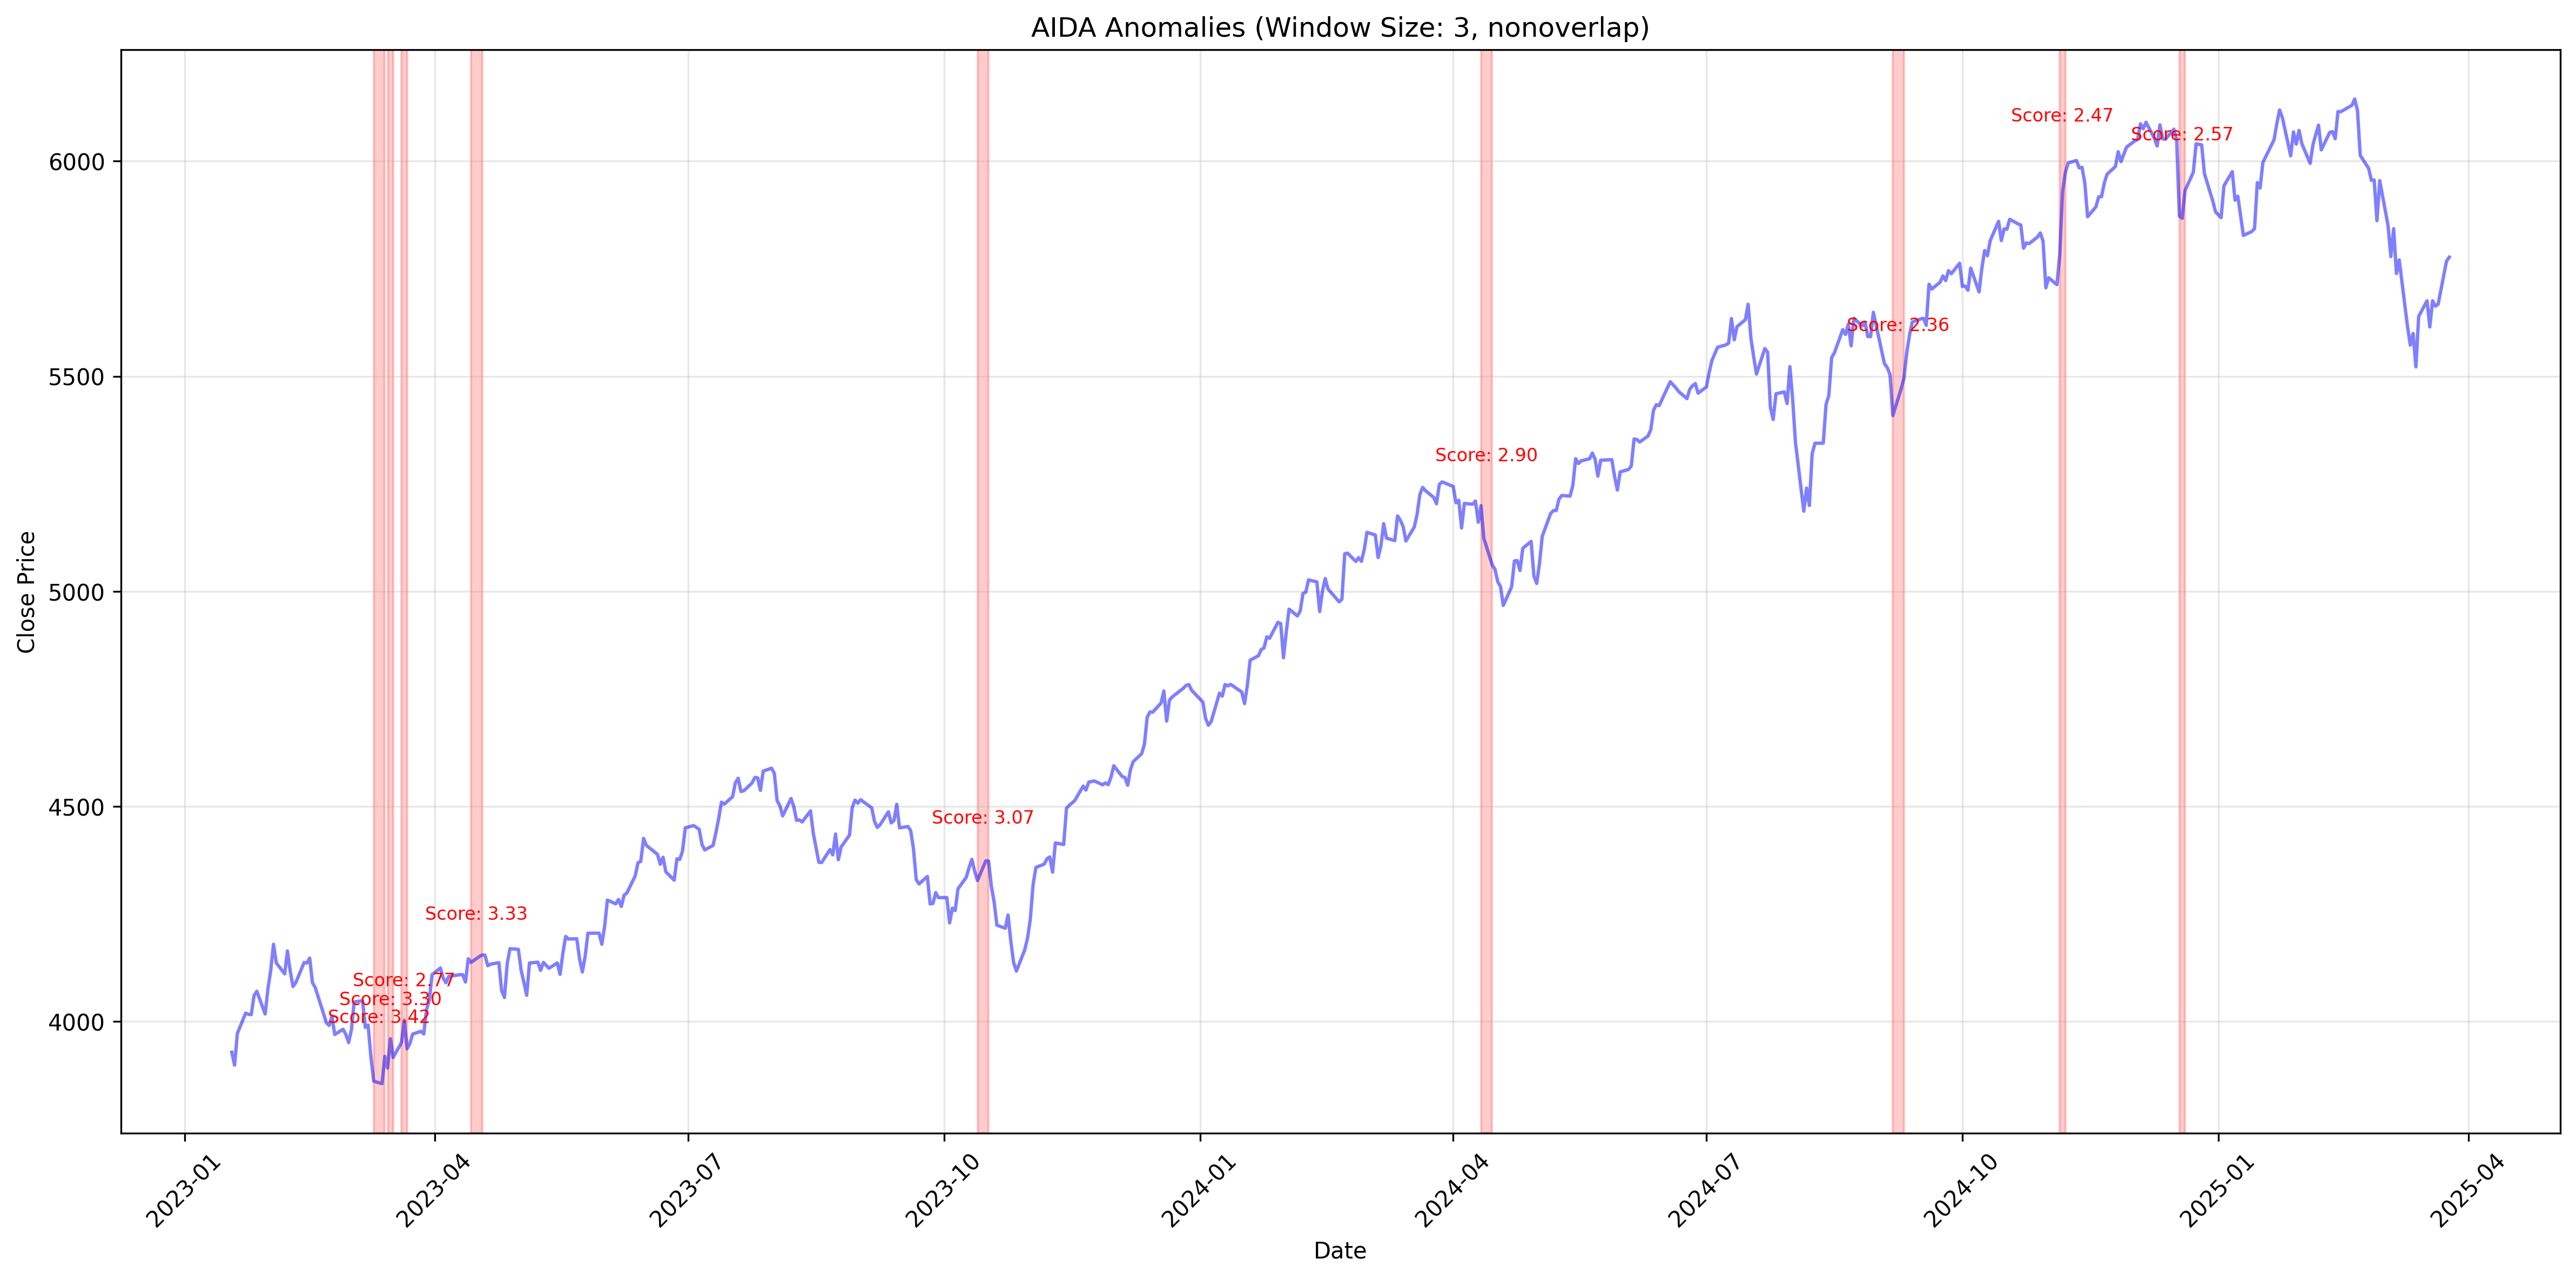 AIDA Anomalies (Window Size: 3, nonoverlap)
Close Price
6000
5500
5000
4500
4000
Score: 2.47
Score: 2.57
Score: 2.36
Score: 2.90
Score: 3.07
Score: 3.33
Score: 2.77
Score: 3.30
Score: 3.42
2023-01
2023-04
2023-07
2023-10
2024-01
2024-04
2024-07
2024-10
2025-01
2025-04
Date